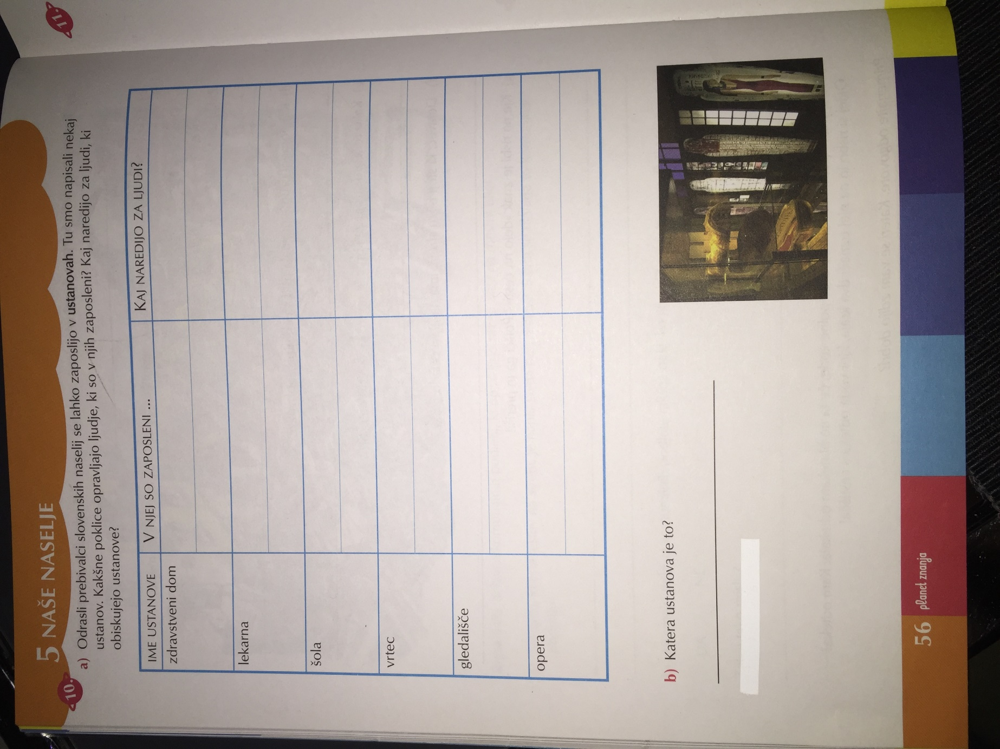 5 NAŠE NASELJE
10.
a) Odrasli prebivalci slovenskih naselij se lahko zaposlijo v ustanovah. Tu smo napisali nekaj
ustanov. Kakšne poklice opravljajo ljudje, ki so v njih zaposleni? Kaj naredijo za ljudi, ki
obiskujejo ustanove?
IME USTANOVE V NJEJ SO ZAPOSLENI ... KAJ NAREDIJO ZA LJUDI?
zdravstveni dom
lekarna
šola
vrtec
gledališče
opera
b) Katera ustanova je to?
56 planet znanja
11.